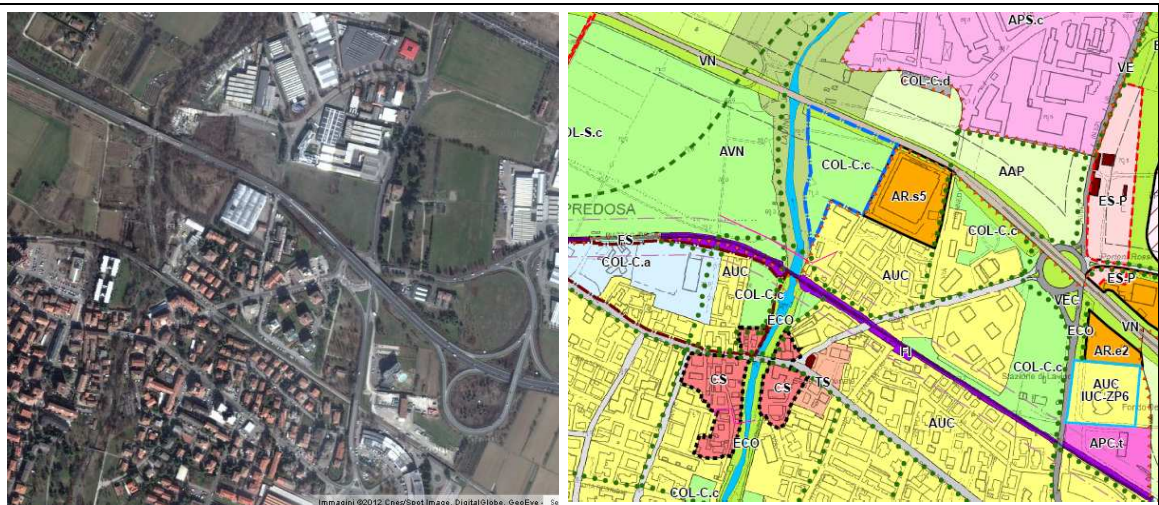 Immagini ©2012 Cnes/Spot Image, DigitalGlobe, GeoEye -
APS.c
VN
VE
COL-C.d
OL-S.c
AVN
COL-C.c
AAP
AR.s5
ES-P
PREDOSA
COL-C.c
ES
COL-C.a
AUC
AUC
ES-P
COL-C.c
VEC
ECO
ECO
VN
FI
AR.e2
COL-C.c
CS
CS
TS
AUC
IUC-ZP6
AUC
ECO
APC.t
COL-C.c